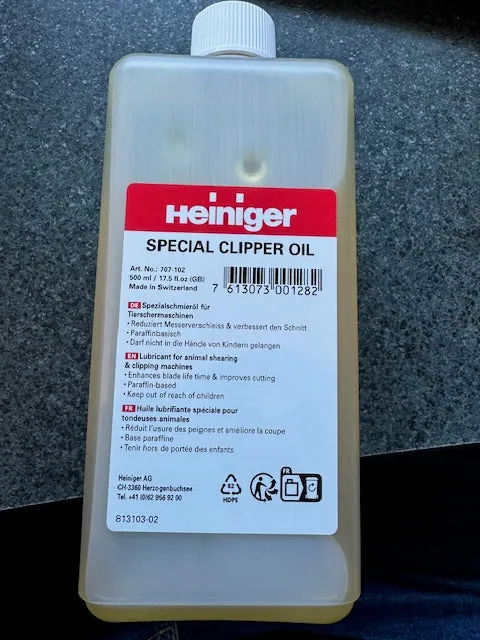 Heiniger
SPECIAL CLIPPER OIL
Art. No.: 707-102
500 ml / 17.5 fl.oz (GB)
Made in Switzerland
7 613073 001282
DE Spezialschmieröl für
Tierschermaschinen
• Reduziert Messerverschleiss & verbessert den Schnitt
• Paraffinbasisch
• Darf nicht in die Hände von Kindern gelangen
EN Lubricant for animal shearing
& clipping machines
• Enhances blade life time & improves cutting
• Paraffin-based
• Keep out of reach of children
FR Huile lubrifiante spéciale pour
tondeuses animales
• Réduit l'usure des peignes et améliore la coupe
• Base paraffine
• Tenir hors de portée des enfants
Heiniger AG
CH-3360 Herzogenbuchsee
Tel. +41 (0)62 956 92 00
02
HDPE
FR
813103-02